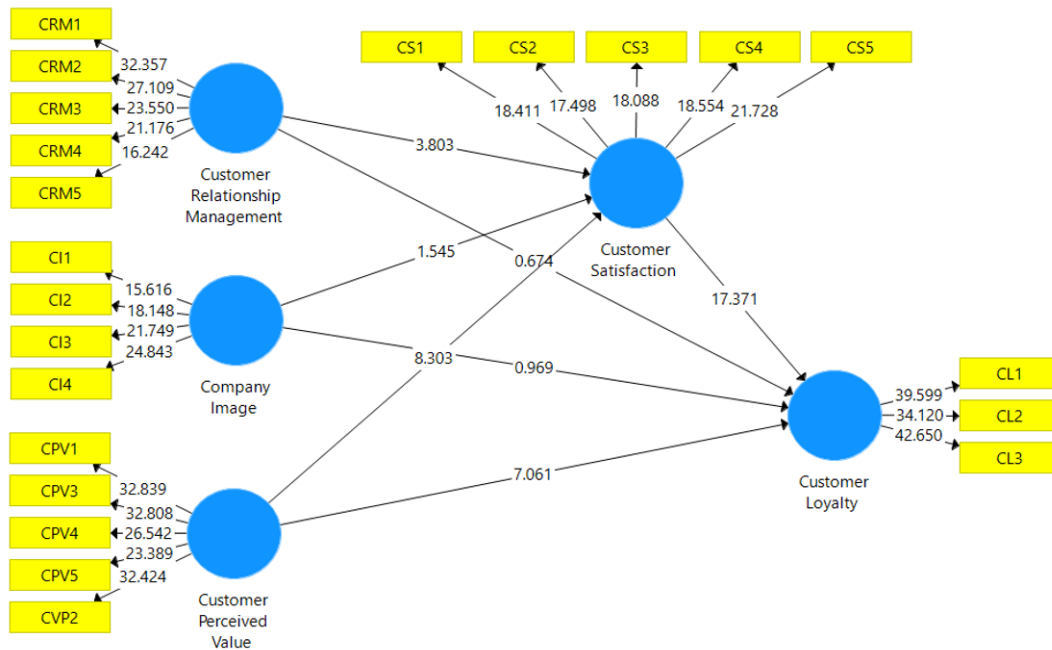 CRM1
CRM2
CRM3
CRM4
CRM5
32.357
27.109
23.550
21.176
16.242
Customer
Relationship
Management
CS1
CS2
CS3
CS4
CS5
18.411
17.498
18.088
18.554
21.728
Customer
Satisfaction
3.803
1.545
0.674
17.371
CI1
CI2
CI3
CI4
15.616
18.148
21.749
24.843
Company
Image
8.303
0.969
7.061
CPV1
CPV3
CPV4
CPV5
CVP2
32.839
32.808
26.542
23.389
32.424
Customer
Perceived
Value
Customer
Loyalty
39.599
34.120
42.650
CL1
CL2
CL3